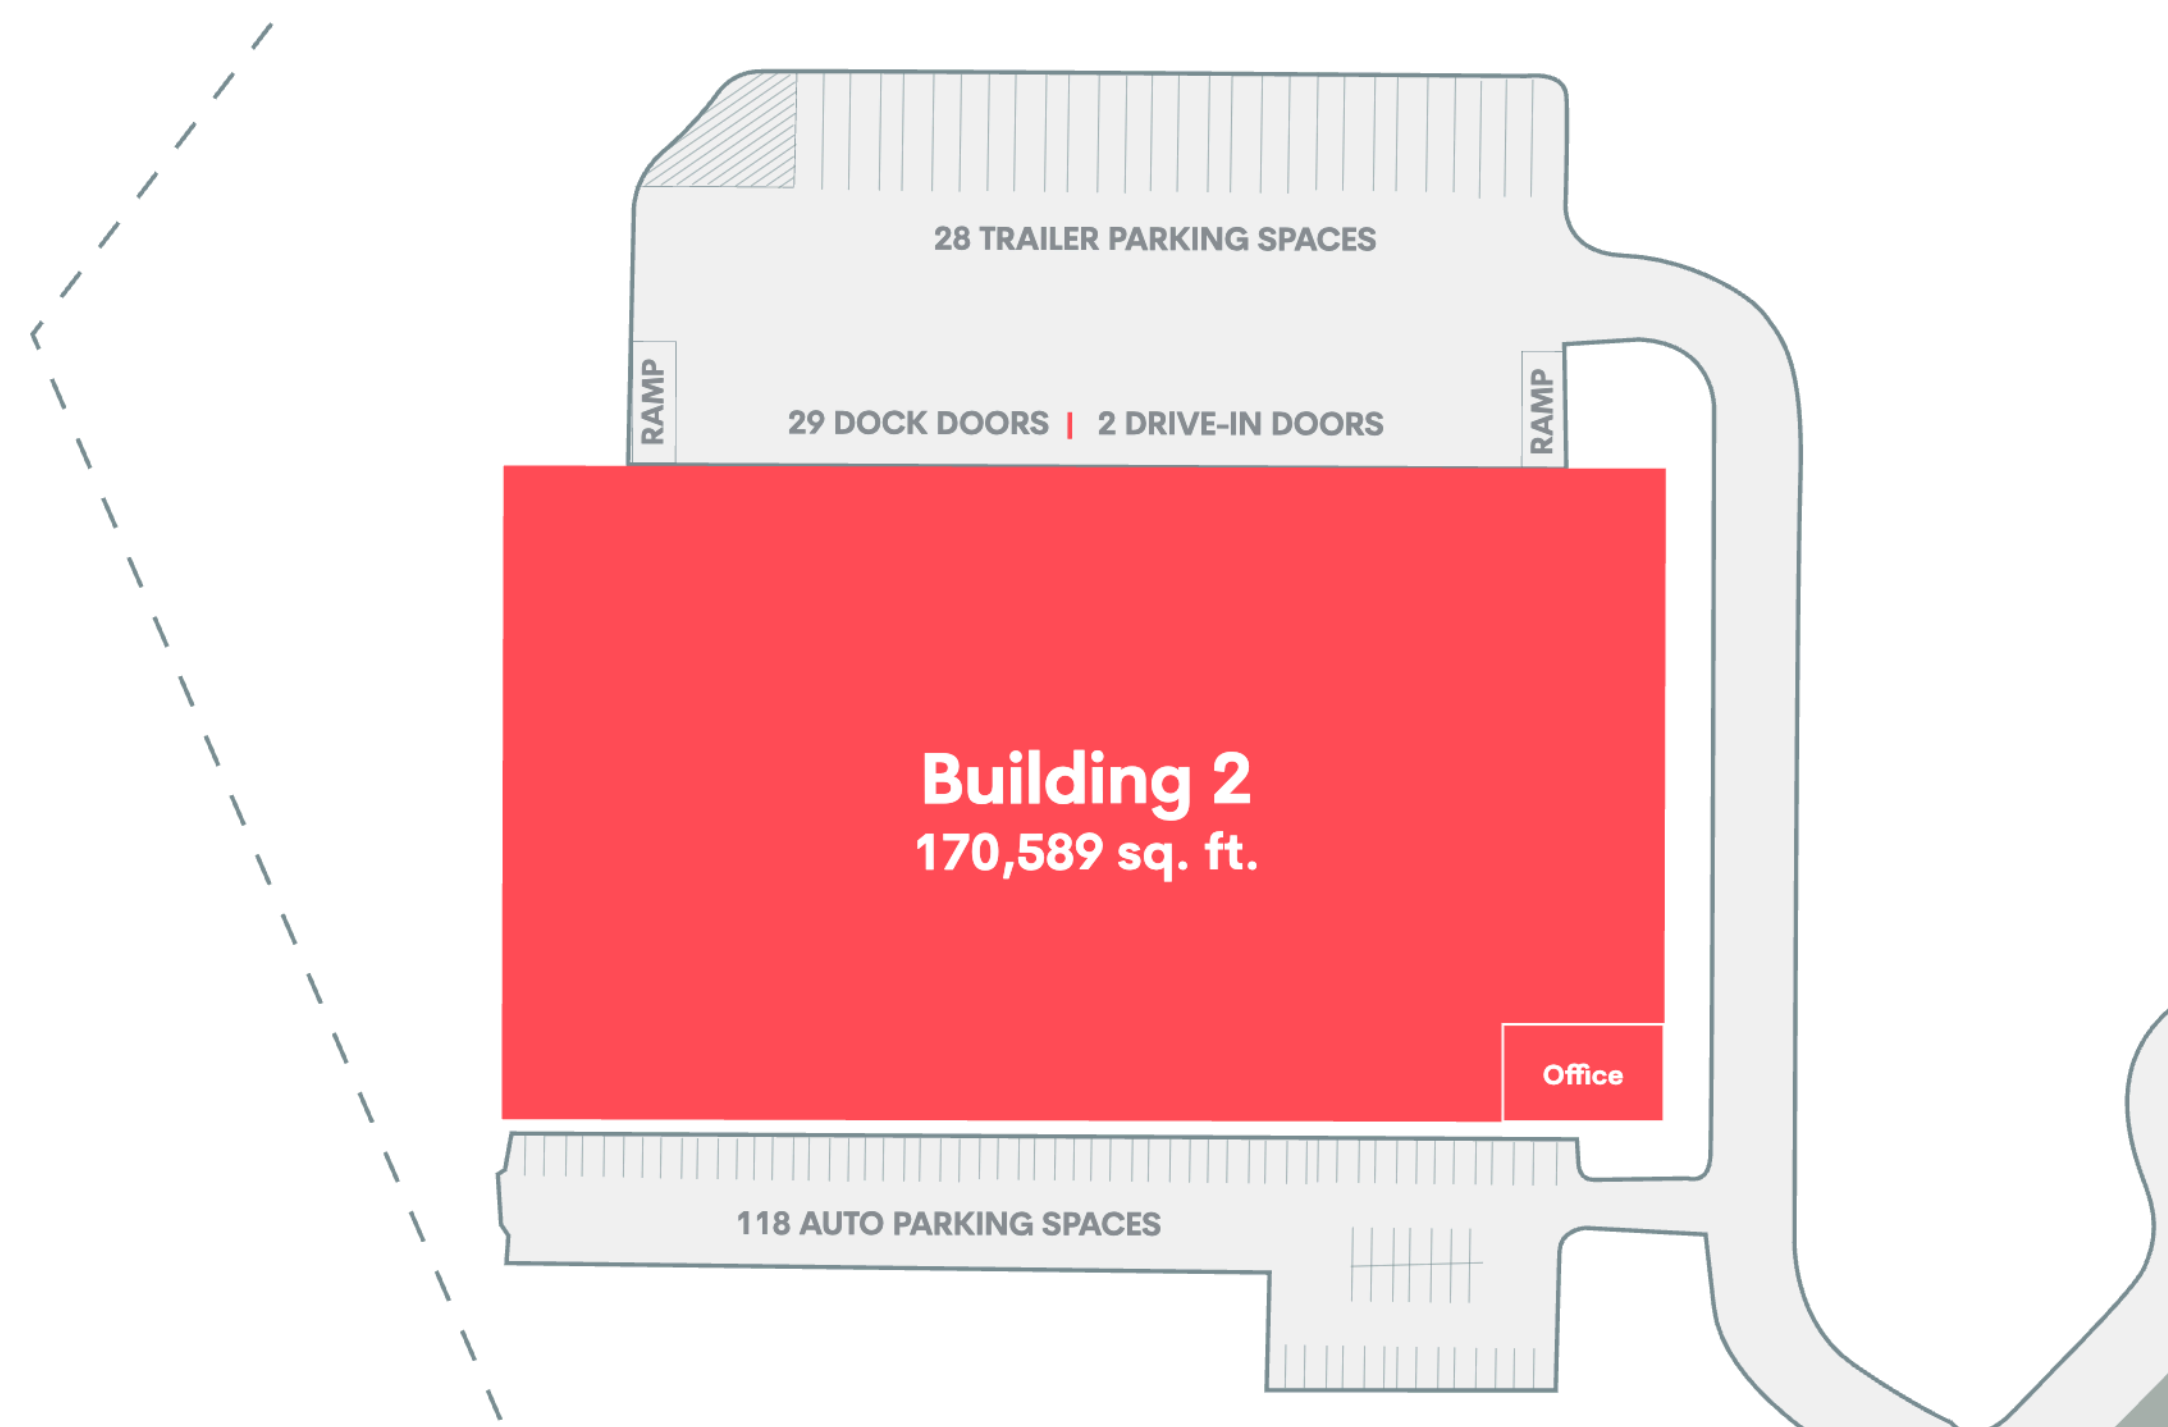 28 TRAILER PARKING SPACES
RAMP
RAMP
29 DOCK DOORS | 2 DRIVE-IN DOORS
Building 2
170,589 sq. ft.
Office
118 AUTO PARKING SPACES